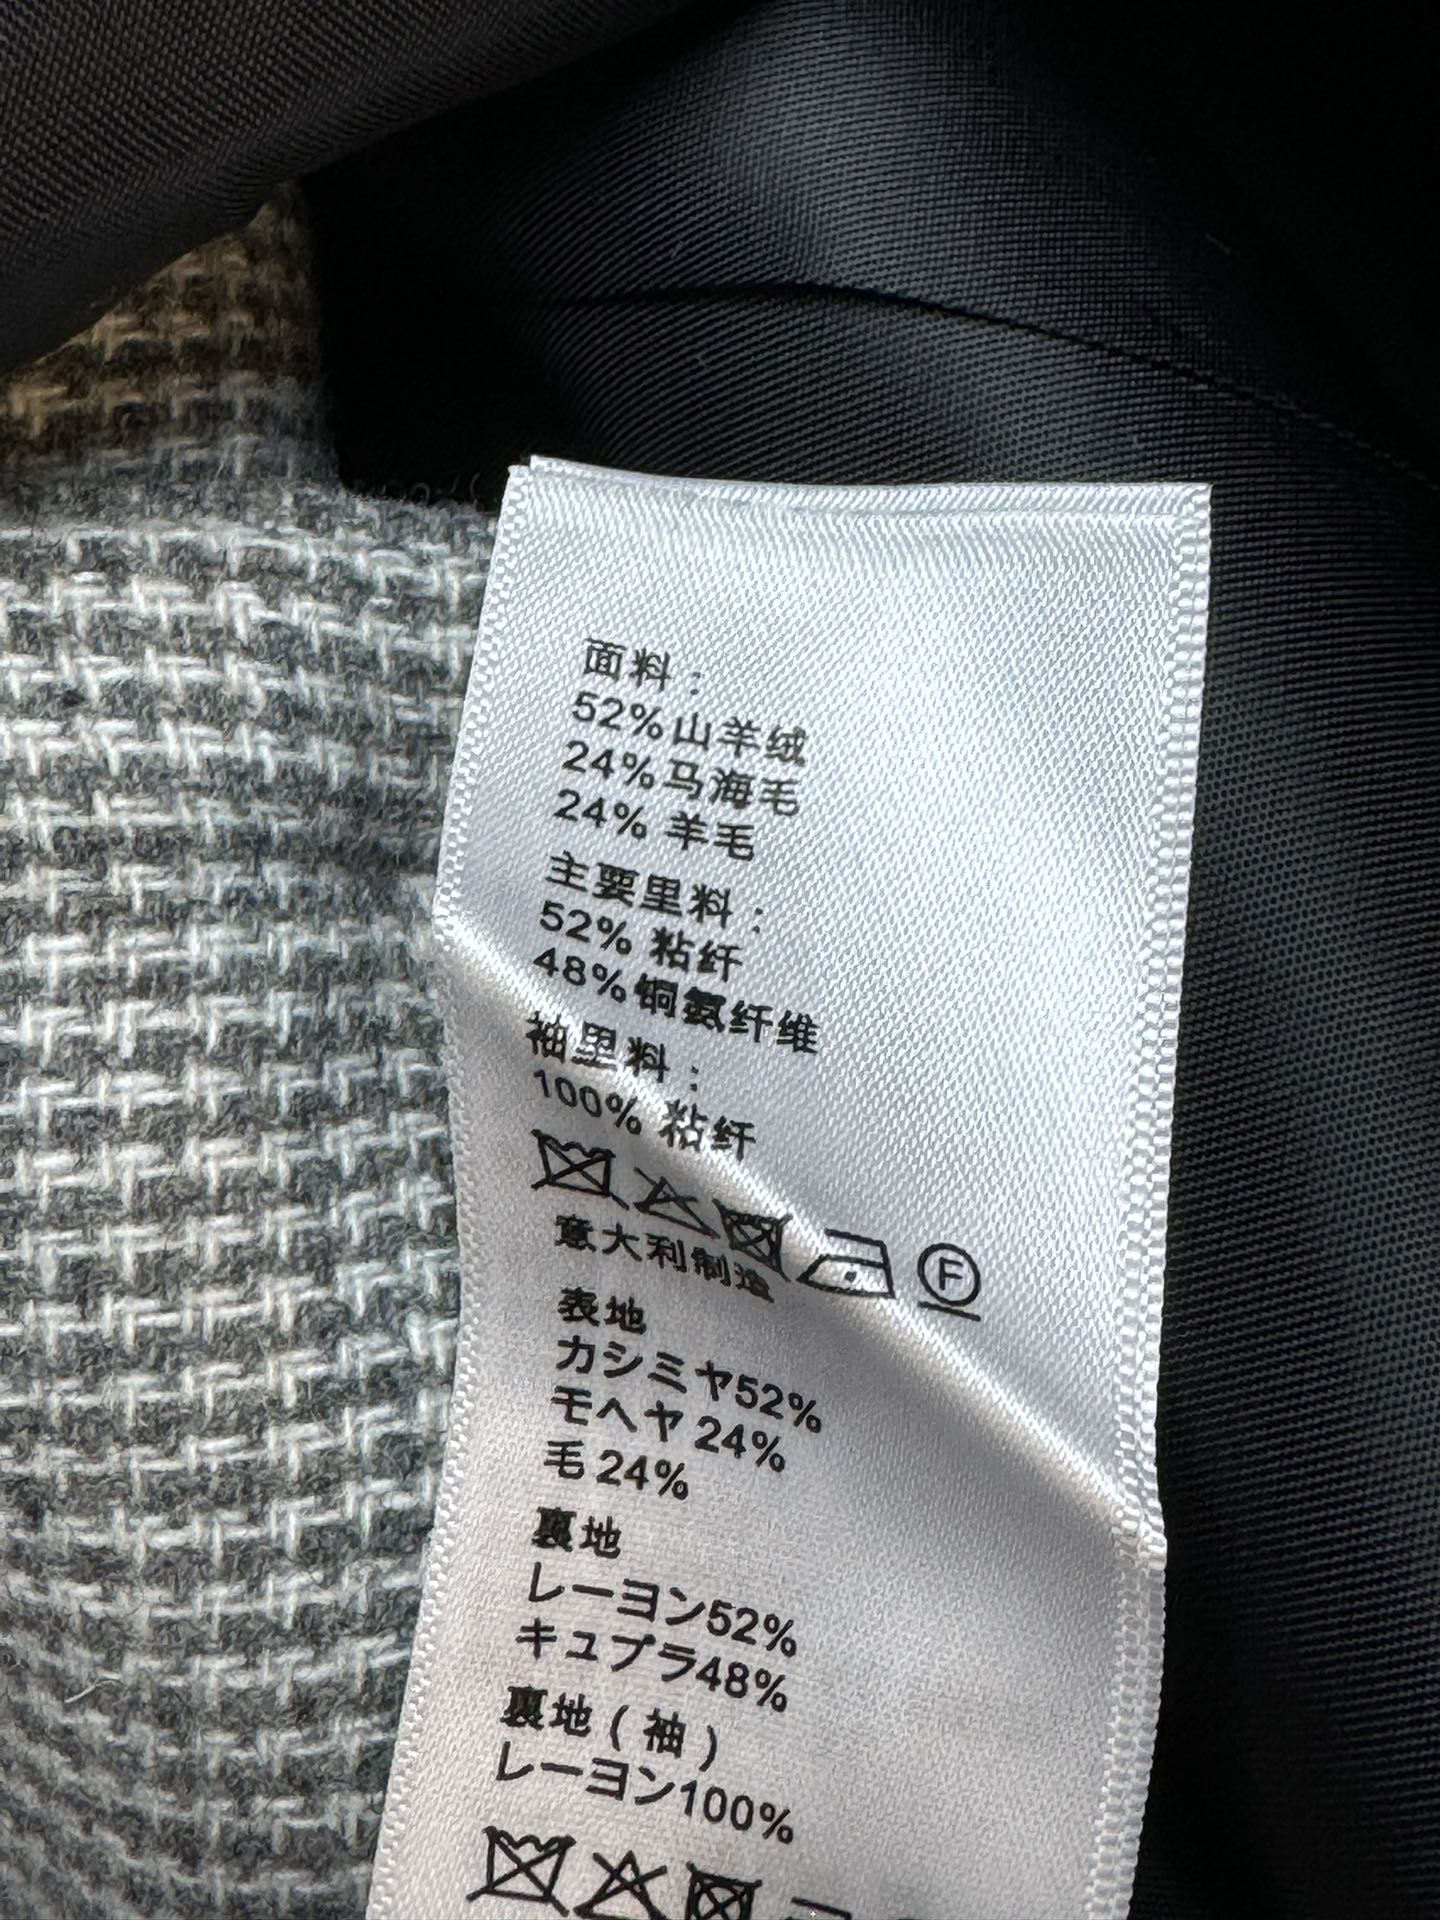 面料：
52%山羊绒
24%马海毛
24% 羊毛
主要里料：
52% 粘纤
48%铜氨纤维
袖里料：
100% 粘纤
F
意大利制造
表地
カシミヤ52%
モヘヤ 24%
毛 24%
裏地
レーヨン52%
キュプラ48%
裏地(袖)
レーヨン100%